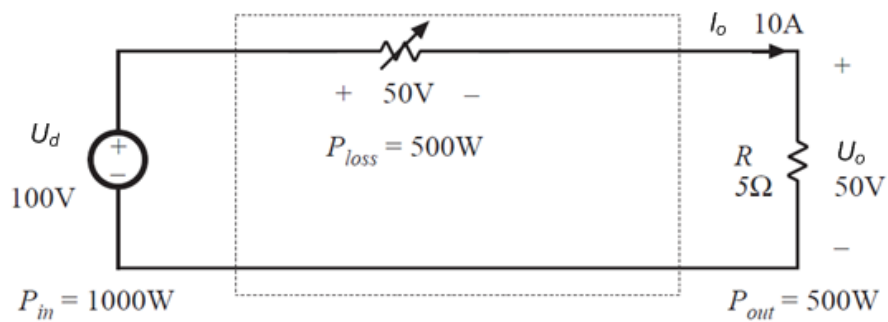 I_o 10A
+ 50V –
+
U_d
+
–
100V
P_loss = 500W
R
5Ω
U_o
50V
–
P_in = 1000W
P_out = 500W